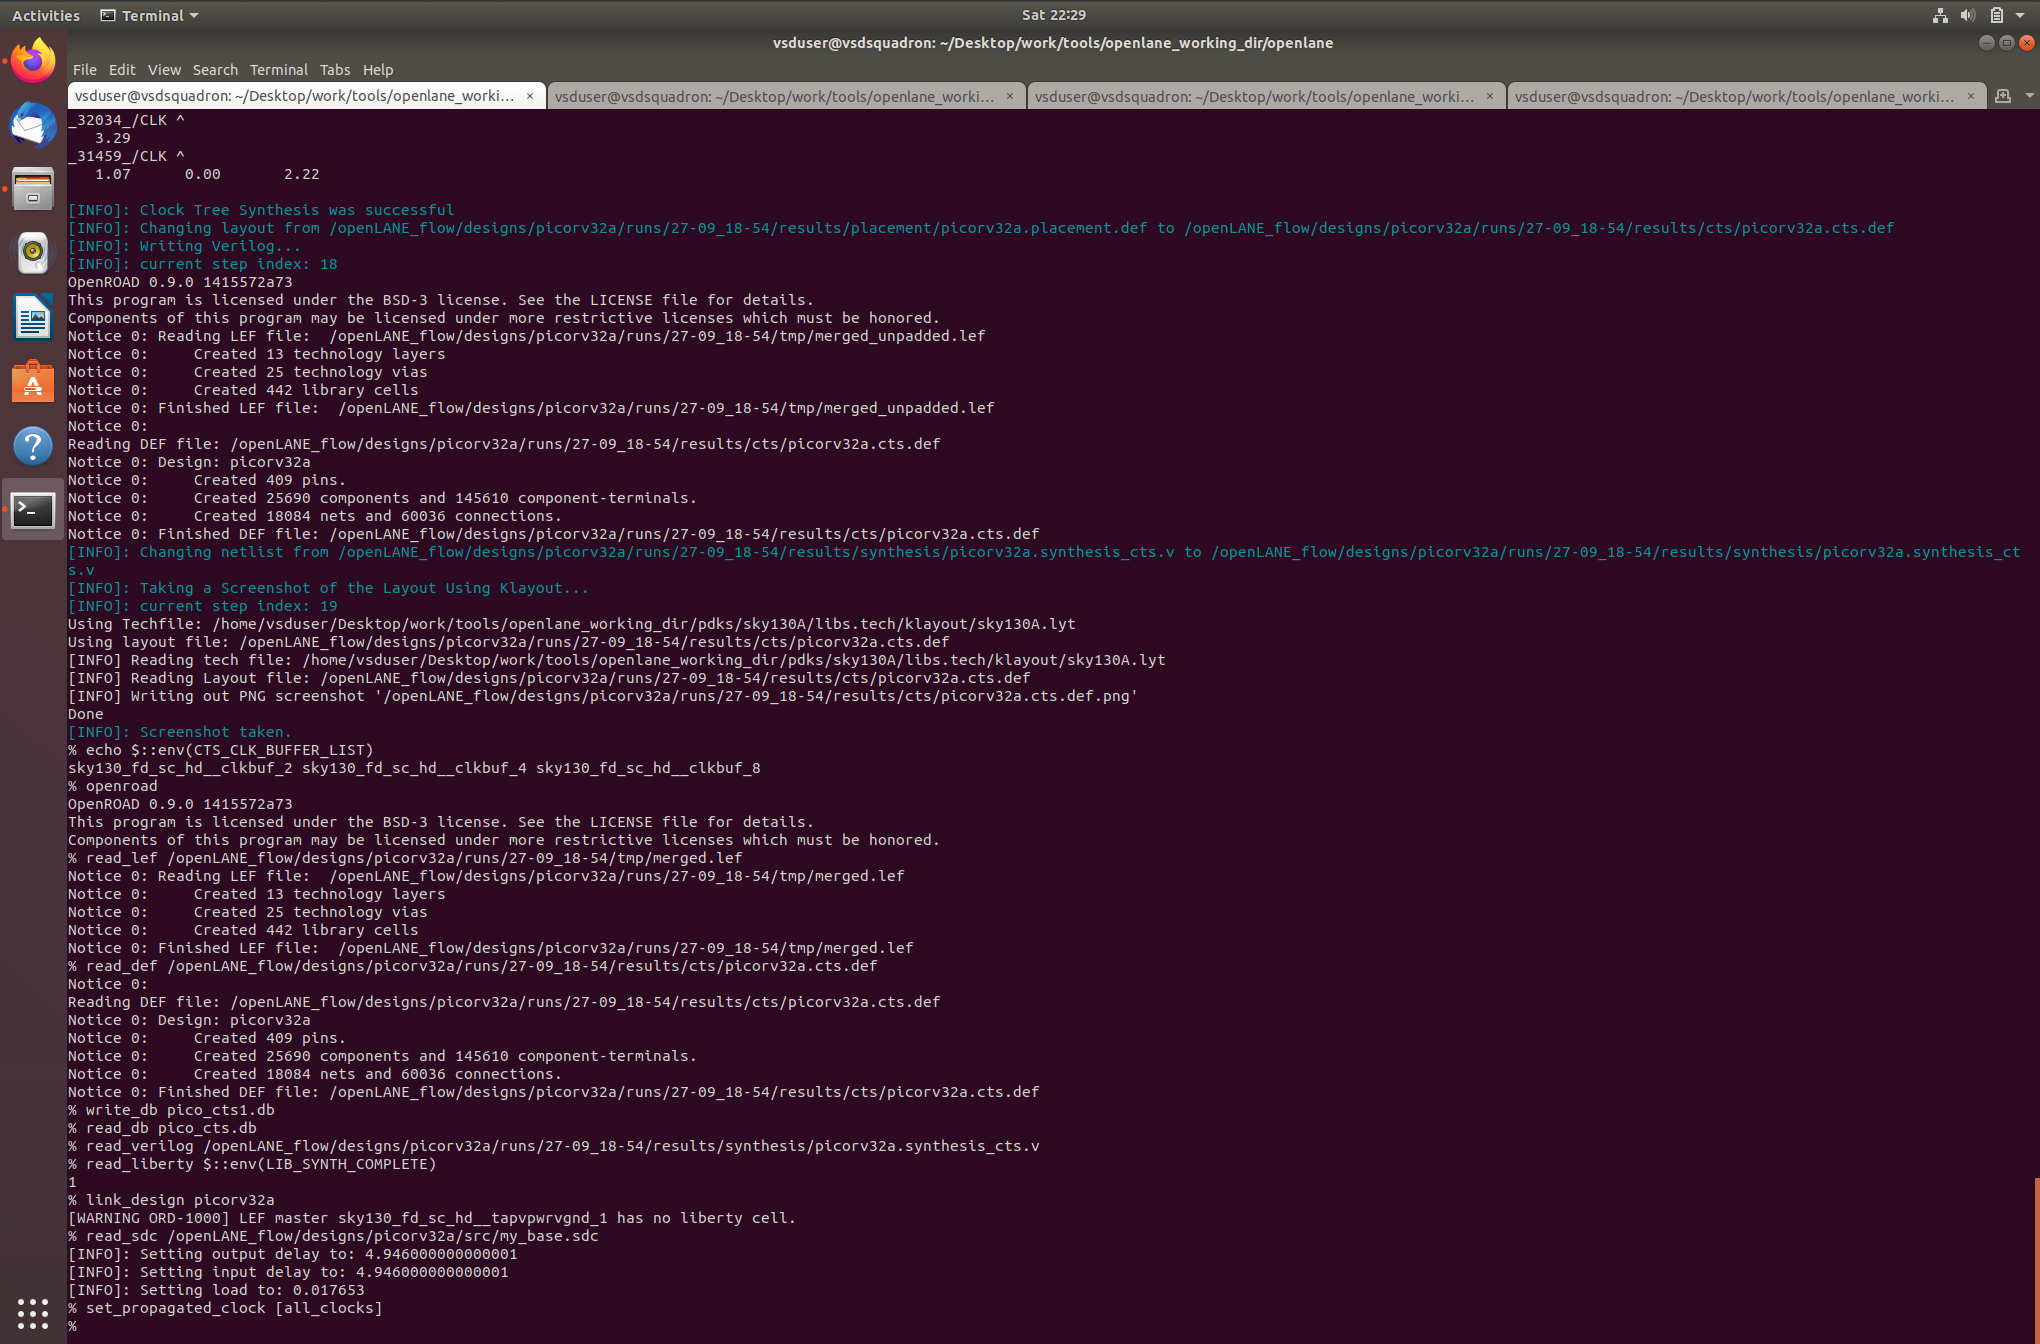 Activities
Terminal
Sat 22:29
vsduser@vsdsquadron: ~/Desktop/work/tools/openlane_working_dir/openlane
File Edit View Search Terminal Tabs Help
vsduser@vsdsquadron: ~/Desktop/work/tools/openlane_worki... × vsduser@vsdsquadron: ~/Desktop/work/tools/openlane_worki... × vsduser@vsdsquadron: ~/Desktop/work/tools/openlane_worki... × vsduser@vsdsquadron: ~/Desktop/work/tools/openlane_worki... ×
_32034_/CLK ^
3.29
_31459_/CLK ^
1.07 0.00 2.22
[INFO]: Clock Tree Synthesis was successful
[INFO]: Changing layout from /openLANE_flow/designs/picorv32a/runs/27-09_18-54/results/placement/picorv32a.placement.def to /openLANE_flow/designs/picorv32a/runs/27-09_18-54/results/cts/picorv32a.cts.def
[INFO]: Writing Verilog...
[INFO]: current step index: 18
OpenROAD 0.9.0 1415572a73
This program is licensed under the BSD-3 license. See the LICENSE file for details.
Components of this program may be licensed under more restrictive licenses which must be honored.
Notice 0: Reading LEF file:  /openLANE_flow/designs/picorv32a/runs/27-09_18-54/tmp/merged_unpadded.lef
Notice 0:     Created 13 technology layers
Notice 0:     Created 25 technology vias
Notice 0:     Created 442 library cells
Notice 0: Finished LEF file:  /openLANE_flow/designs/picorv32a/runs/27-09_18-54/tmp/merged_unpadded.lef
Notice 0:
Reading DEF file: /openLANE_flow/designs/picorv32a/runs/27-09_18-54/results/cts/picorv32a.cts.def
Notice 0: Design: picorv32a
Notice 0:     Created 409 pins.
Notice 0:     Created 25690 components and 145610 component-terminals.
Notice 0:     Created 18084 nets and 60036 connections.
Notice 0: Finished DEF file: /openLANE_flow/designs/picorv32a/runs/27-09_18-54/results/cts/picorv32a.cts.def
[INFO]: Changing netlist from /openLANE_flow/designs/picorv32a/runs/27-09_18-54/results/synthesis/picorv32a.synthesis_cts.v to /openLANE_flow/designs/picorv32a/runs/27-09_18-54/results/synthesis/picorv32a.synthesis_ct
s.v
[INFO]: Taking a Screenshot of the Layout Using Klayout...
[INFO]: current step index: 19
Using Techfile: /home/vsduser/Desktop/work/tools/openlane_working_dir/pdks/sky130A/libs.tech/klayout/sky130A.lyt
Using layout file: /openLANE_flow/designs/picorv32a/runs/27-09_18-54/results/cts/picorv32a.cts.def
[INFO] Reading tech file: /home/vsduser/Desktop/work/tools/openlane_working_dir/pdks/sky130A/libs.tech/klayout/sky130A.lyt
[INFO] Reading Layout file: /openLANE_flow/designs/picorv32a/runs/27-09_18-54/results/cts/picorv32a.cts.def
[INFO] Writing out PNG screenshot '/openLANE_flow/designs/picorv32a/runs/27-09_18-54/results/cts/picorv32a.cts.def.png'
Done
[INFO]: Screenshot taken.
% echo $::env(CTS_CLK_BUFFER_LIST)
sky130_fd_sc_hd__clkbuf_2 sky130_fd_sc_hd__clkbuf_4 sky130_fd_sc_hd__clkbuf_8
% openroad
OpenROAD 0.9.0 1415572a73
This program is licensed under the BSD-3 license. See the LICENSE file for details.
Components of this program may be licensed under more restrictive licenses which must be honored.
% read_lef /openLANE_flow/designs/picorv32a/runs/27-09_18-54/tmp/merged.lef
Notice 0: Reading LEF file:  /openLANE_flow/designs/picorv32a/runs/27-09_18-54/tmp/merged.lef
Notice 0:     Created 13 technology layers
Notice 0:     Created 25 technology vias
Notice 0:     Created 442 library cells
Notice 0: Finished LEF file:  /openLANE_flow/designs/picorv32a/runs/27-09_18-54/tmp/merged.lef
% read_def /openLANE_flow/designs/picorv32a/runs/27-09_18-54/results/cts/picorv32a.cts.def
Notice 0:
Reading DEF file: /openLANE_flow/designs/picorv32a/runs/27-09_18-54/results/cts/picorv32a.cts.def
Notice 0: Design: picorv32a
Notice 0:     Created 409 pins.
Notice 0:     Created 25690 components and 145610 component-terminals.
Notice 0:     Created 18084 nets and 60036 connections.
Notice 0: Finished DEF file: /openLANE_flow/designs/picorv32a/runs/27-09_18-54/results/cts/picorv32a.cts.def
% write_db pico_cts1.db
% read_db pico_cts.db
% read_verilog /openLANE_flow/designs/picorv32a/runs/27-09_18-54/results/synthesis/picorv32a.synthesis_cts.v
% read_liberty $::env(LIB_SYNTH_COMPLETE)
1
% link_design picorv32a
[WARNING ORD-1000] LEF master sky130_fd_sc_hd__tapvpwrvgnd_1 has no liberty cell.
% read_sdc /openLANE_flow/designs/picorv32a/src/my_base.sdc
[INFO]: Setting output delay to: 4.946000000000001
[INFO]: Setting input delay to: 4.946000000000001
[INFO]: Setting load to: 0.017653
% set_propagated_clock [all_clocks]
%